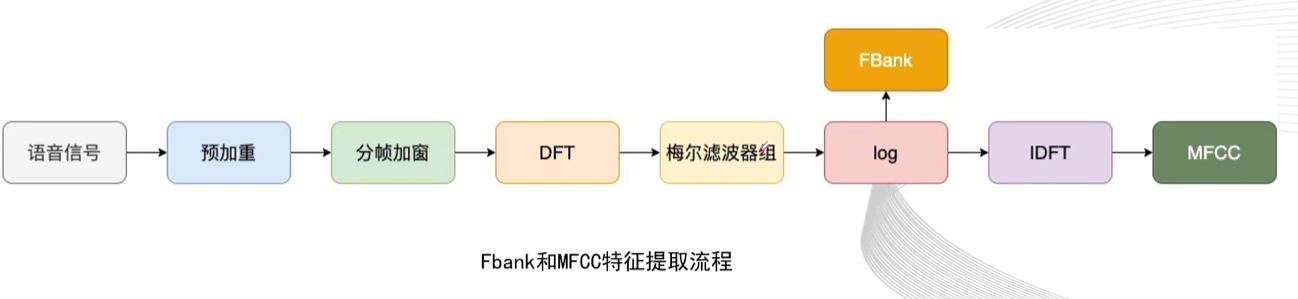 FBank
语音信号
预加重
分帧加窗
DFT
梅尔滤波器组
log
IDFT
MFCC
Fbank和MFCC特征提取流程